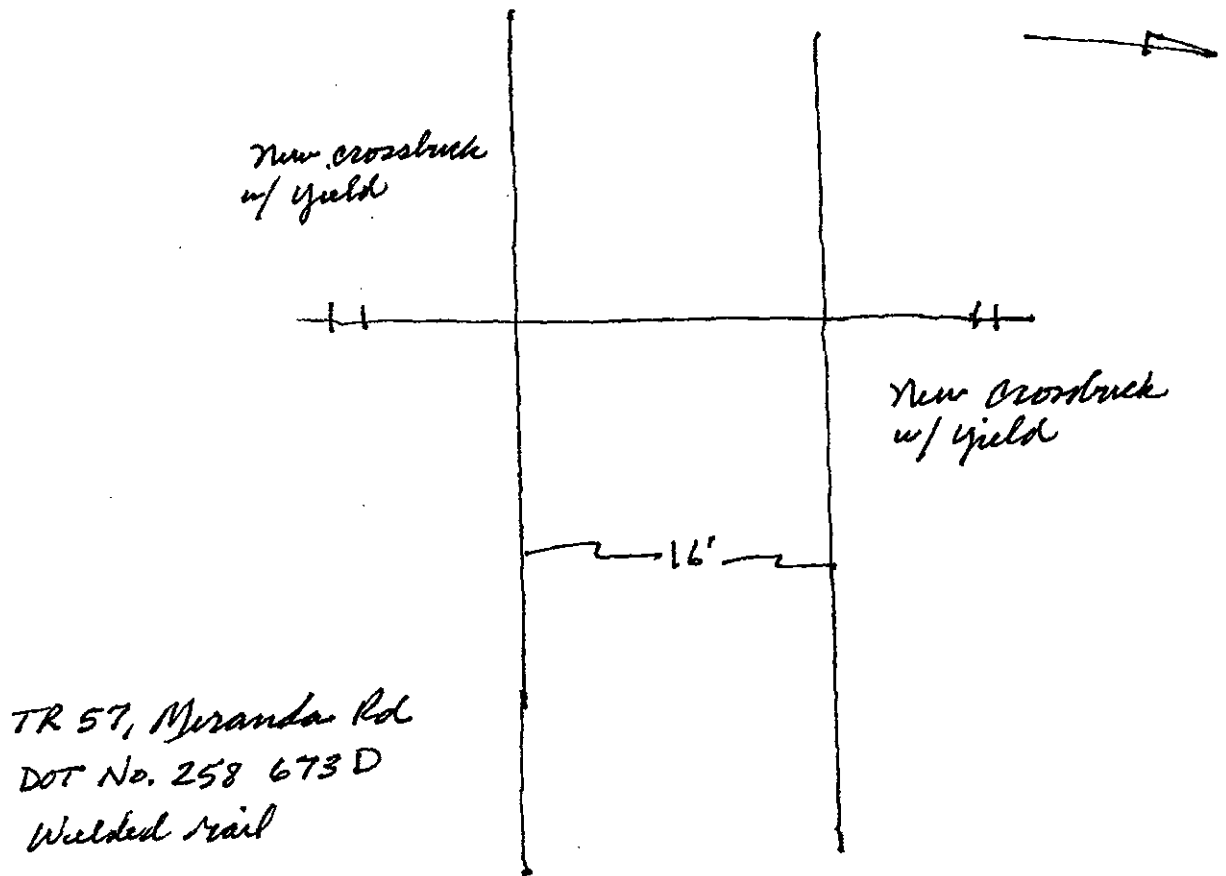 New crossbuck
w/ yield
New crossbuck
w/ yield
16'
TR 57, Miranda Rd
DOT No. 258 673 D
Welded rail